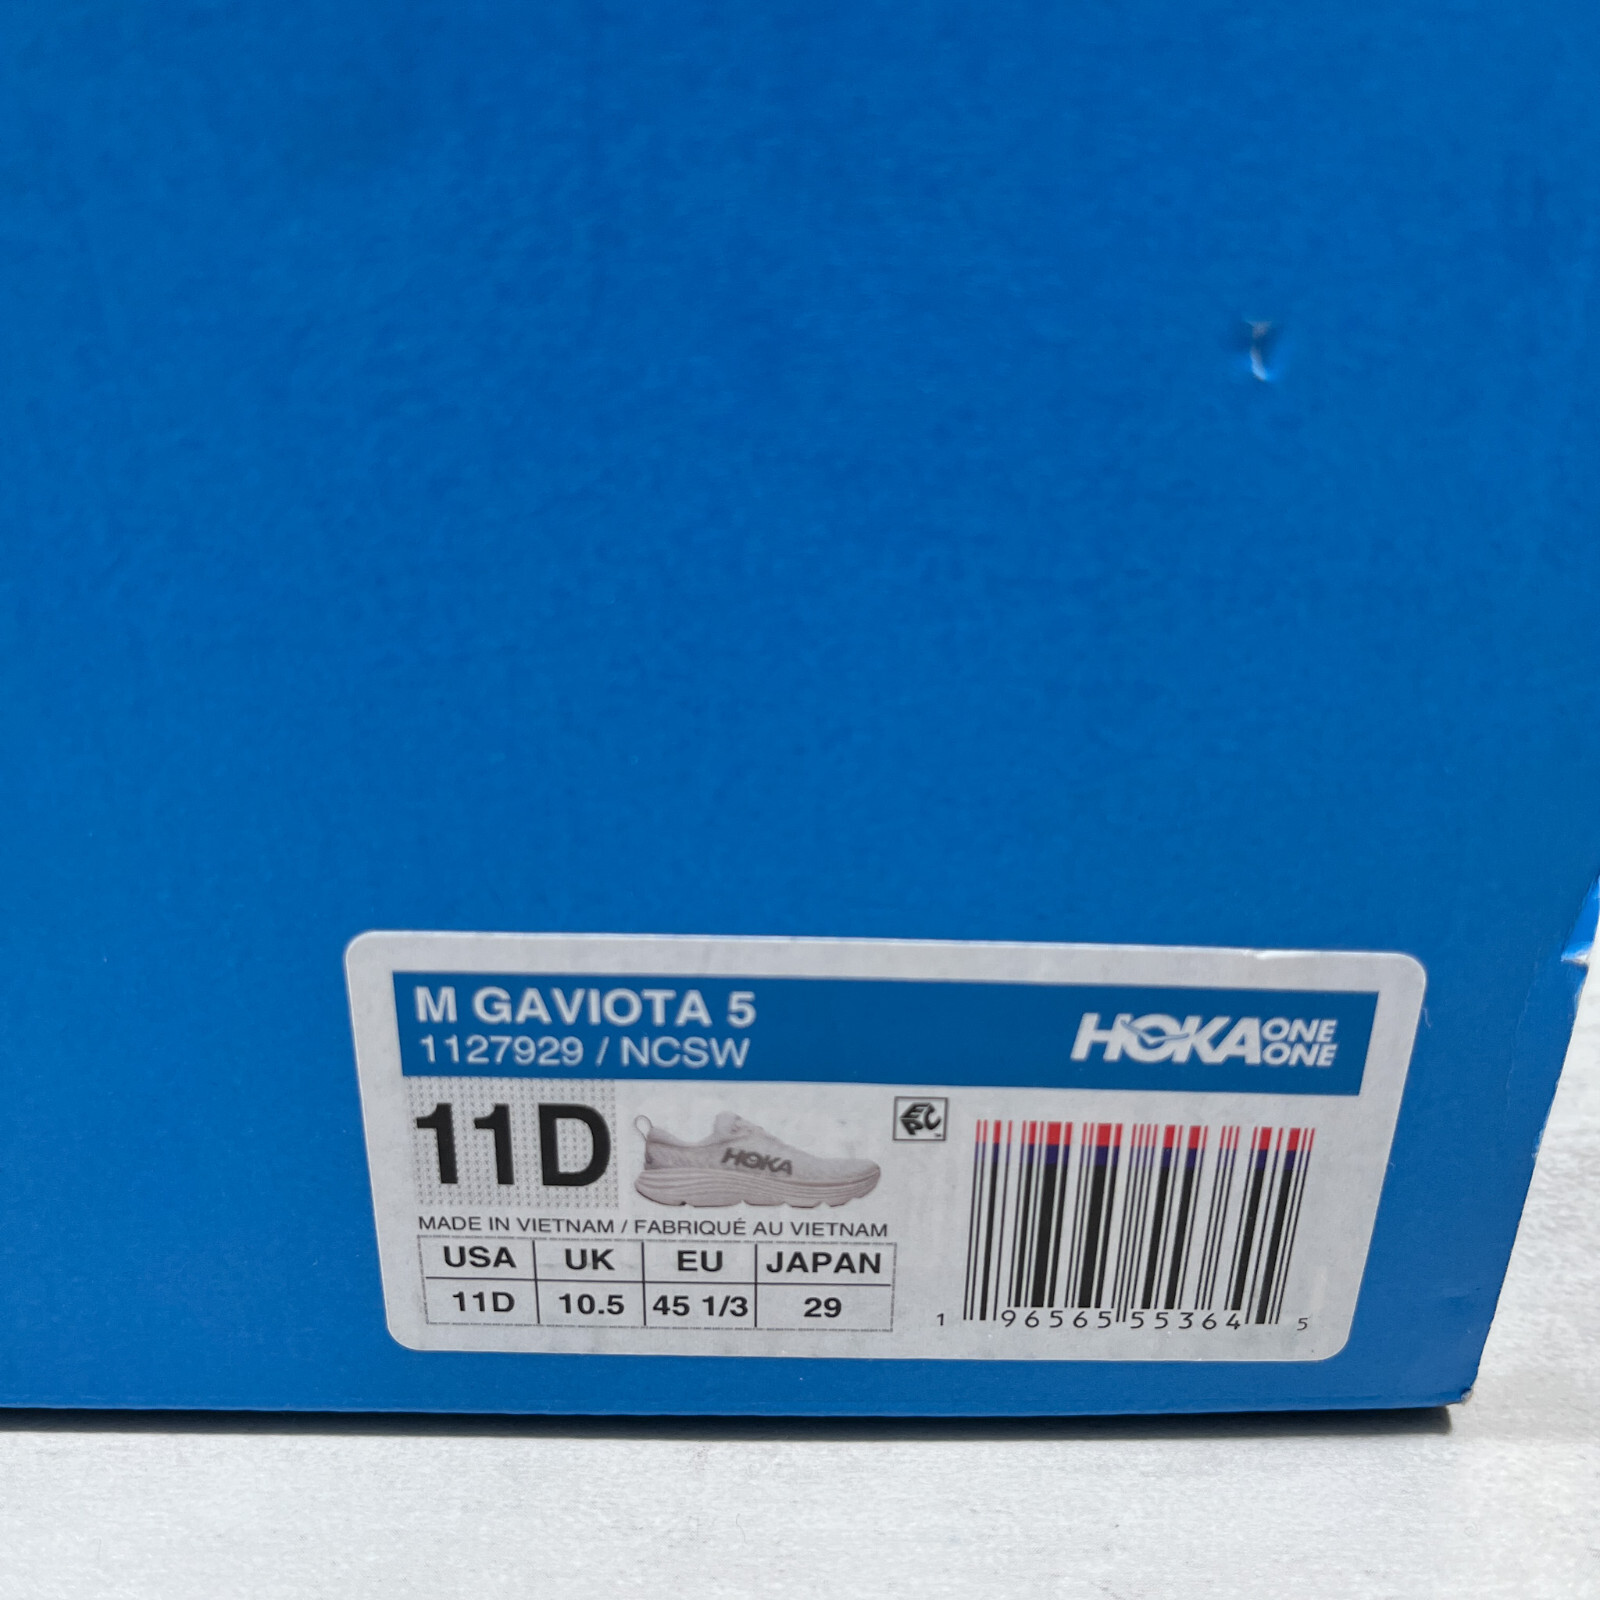 M GAVIOTA 5
1127929 / NCSW
HOKA ONE ONE
11D
HOKA
EPC
MADE IN VIETNAM / FABRIQUÉ AU VIETNAM
USA UK EU JAPAN
11D 10.5 45 1/3 29
1 96565 55364 5